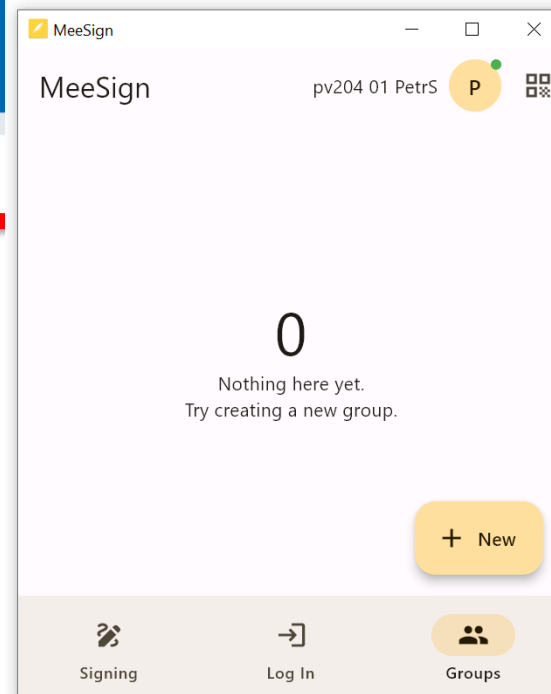 MeeSign
MeeSign
pv204 01 PetrS
P
0
Nothing here yet.
Try creating a new group.
+ New
Signing
Log In
Groups